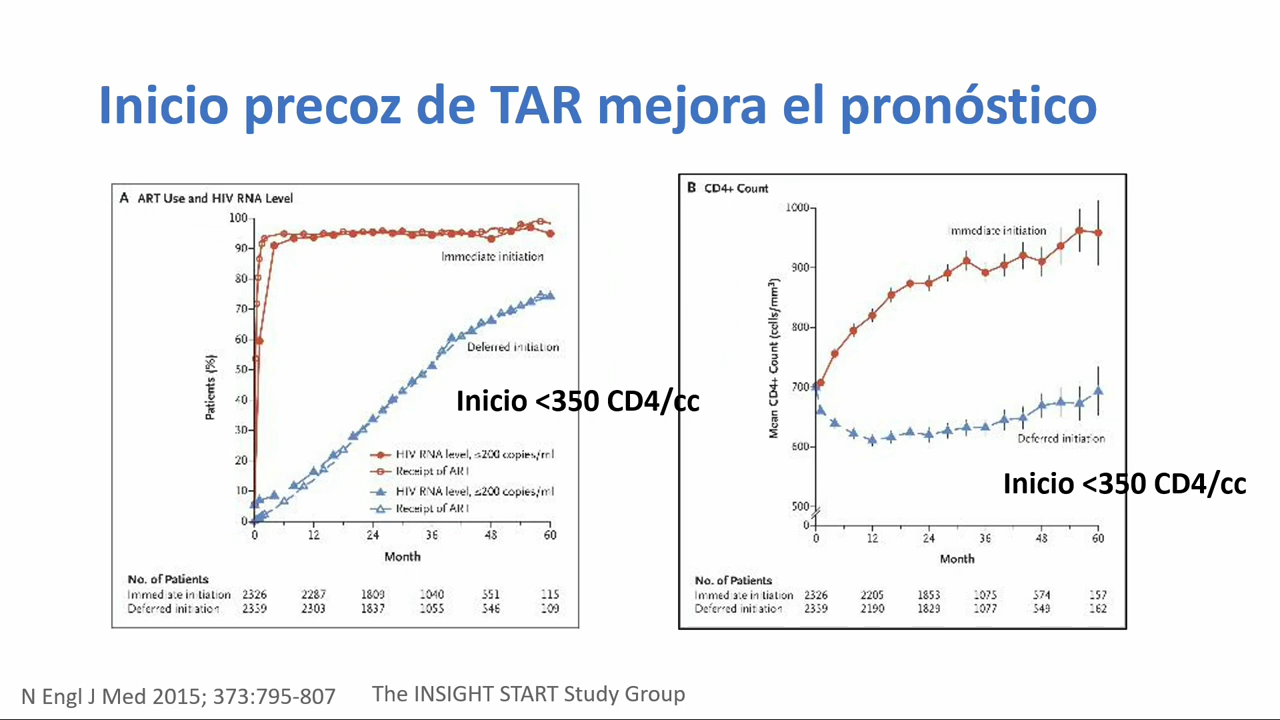 Inicio precoz de TAR mejora el pronóstico
A ART Use and HIV RNA Level
100
90
80
70
60
50
40
30
20
10
0
Patients (%)
Immediate initiation
Deferred initiation
Inicio <350 CD4/cc
HIV RNA level, ≤200 copies/ml
Receipt of ART
HIV RNA level, ≤200 copies/ml
Receipt of ART
0 12 24 36 48 60
Month
No. of Patients
Immediate initiation 2326 2287 1809 1040 551 115
Deferred initiation 2359 2303 1837 1055 546 109
B CD4+ Count
1000
900
800
700
600
500
0
Mean CD4+ Count (cells/mm³)
Immediate initiation
Deferred initiation
Inicio <350 CD4/cc
0 12 24 36 48 60
Month
No. of Patients
Immediate initiation 2326 2205 1853 1075 574 157
Deferred initiation 2359 2190 1829 1077 549 162
N Engl J Med 2015; 373:795-807
The INSIGHT START Study Group